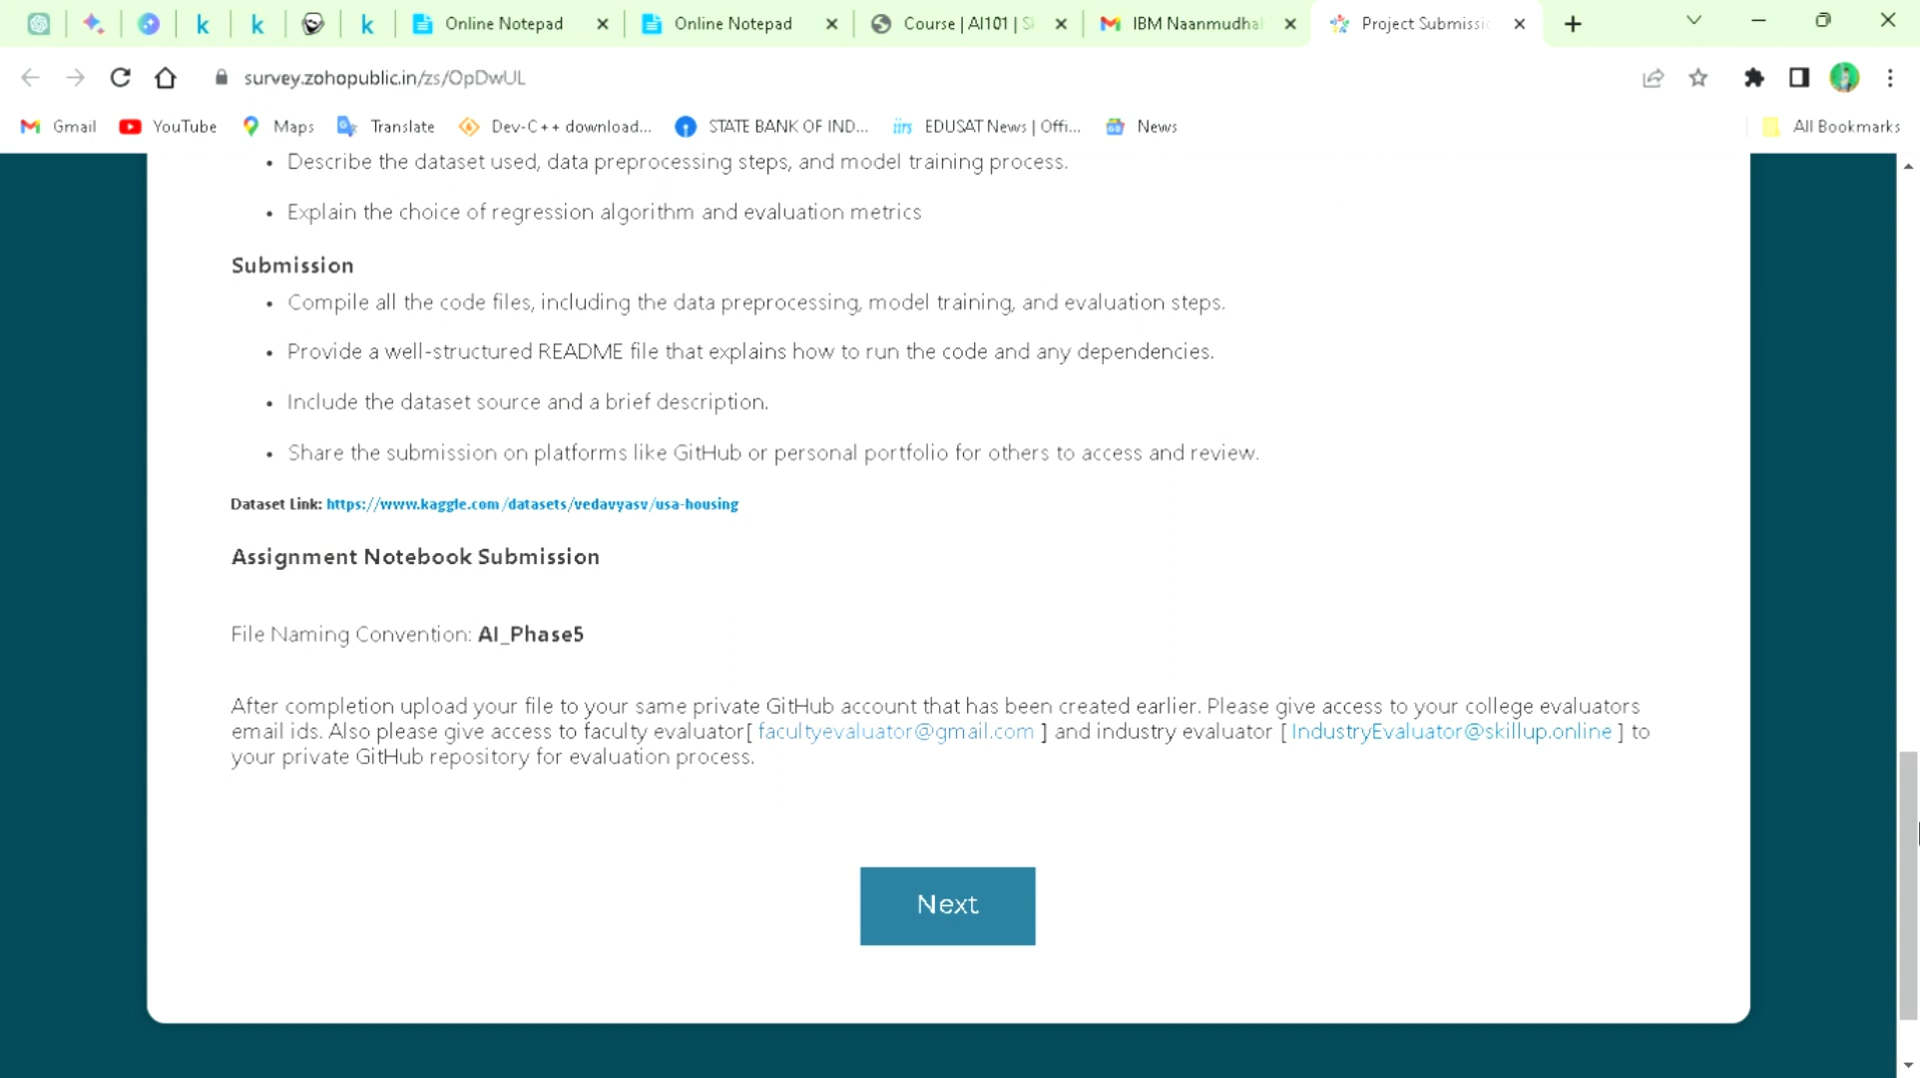 Online Notepad
Online Notepad
Course | AI101 | S
IBM Naanmudha
Project Submissi
survey.zohopublic.in/zs/OpDwUL
Gmail
YouTube
Maps
Translate
Dev-C++ download...
STATE BANK OF IND...
iirs EDUSAT News | Offi...
News
All Bookmarks
• Describe the dataset used, data preprocessing steps, and model training process.
• Explain the choice of regression algorithm and evaluation metrics
Submission
• Compile all the code files, including the data preprocessing, model training, and evaluation steps.
• Provide a well-structured README file that explains how to run the code and any dependencies.
• Include the dataset source and a brief description.
• Share the submission on platforms like GitHub or personal portfolio for others to access and review.
Dataset Link: https://www.kaggle.com/datasets/vedavyasv/usa-housing
Assignment Notebook Submission
File Naming Convention: AI_Phase5
After completion upload your file to your same private GitHub account that has been created earlier. Please give access to your college evaluators
email ids. Also please give access to faculty evaluator[ facultyevaluator@gmail.com ] and industry evaluator [ IndustryEvaluator@skillup.online ] to
your private GitHub repository for evaluation process.
Next